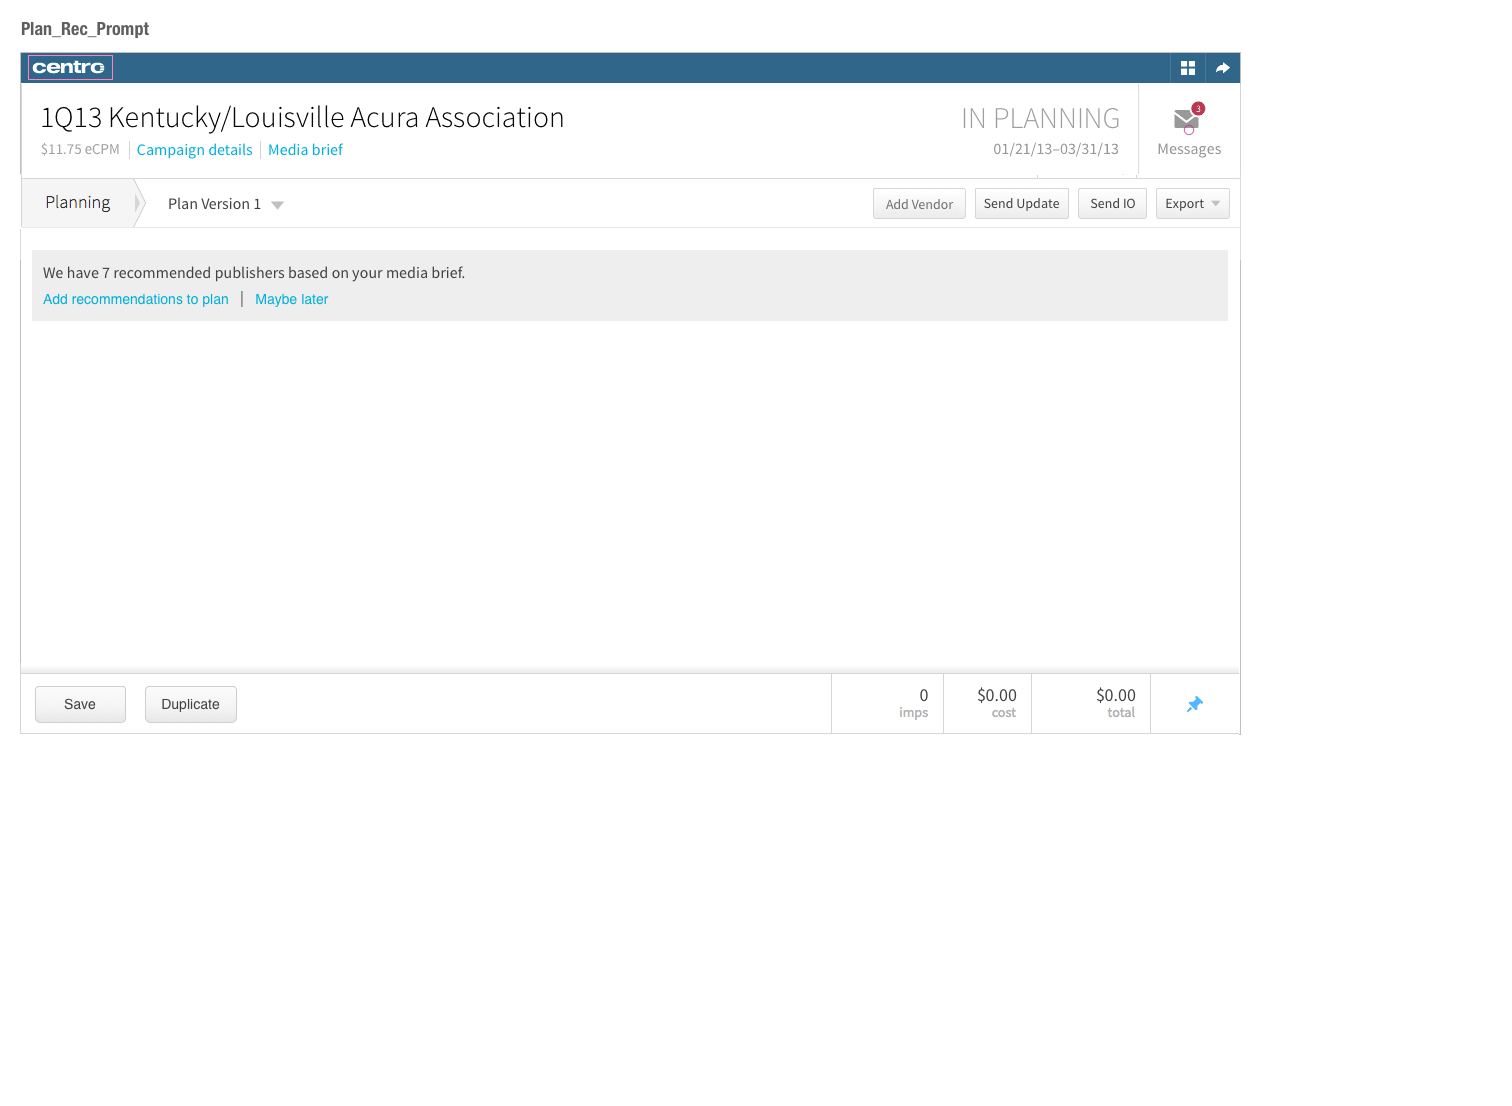 Plan_Rec_Prompt
centro
1Q13 Kentucky/Louisville Acura Association
IN PLANNING
3
$11.75 eCPM
Campaign details
Media brief
01/21/13–03/31/13
Messages
Planning
Plan Version 1
Add Vendor
Send Update
Send IO
Export
We have 7 recommended publishers based on your media brief.
Add recommendations to plan | Maybe later
Save
Duplicate
0
imps
$0.00
cost
$0.00
total